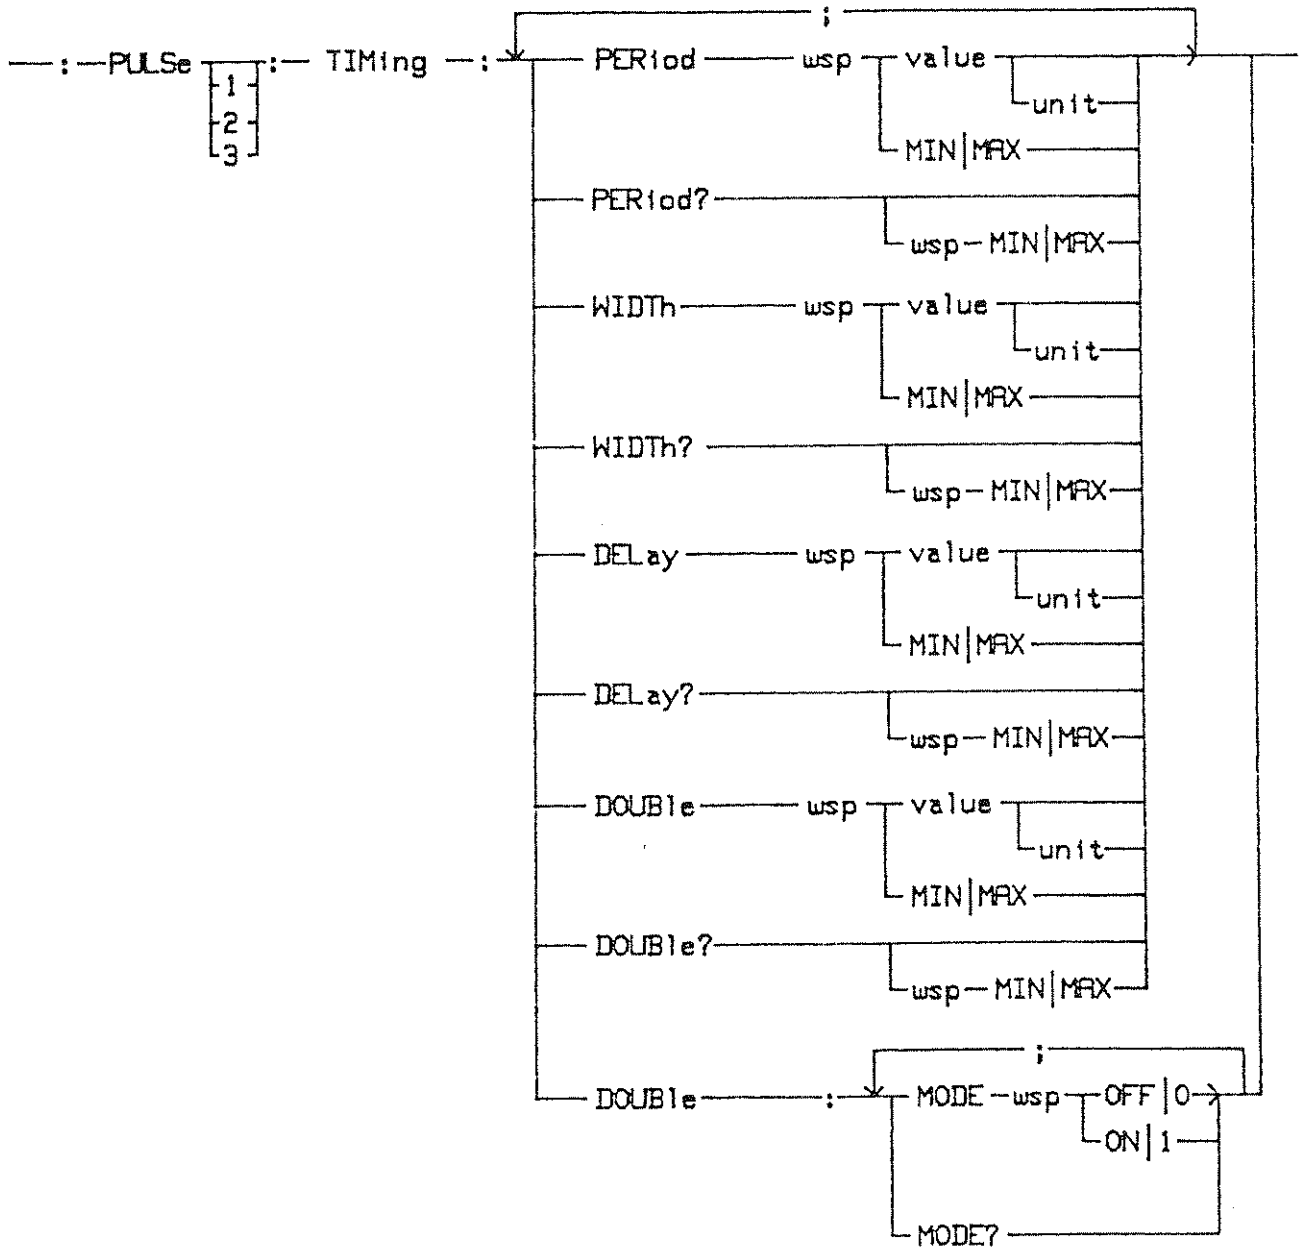 ;
:PULSe : TIMing : PERiod wsp value
1
unit
2
3
MIN|MAX
PERiod?
wsp MIN|MAX
WIDTh wsp value
unit
MIN|MAX
WIDTh?
wsp MIN|MAX
DELay wsp value
unit
MIN|MAX
DELay?
wsp MIN|MAX
DOUBle wsp value
unit
MIN|MAX
DOUBle?
wsp MIN|MAX
;
DOUBle : MODE wsp OFF|0
ON|1
MODE?